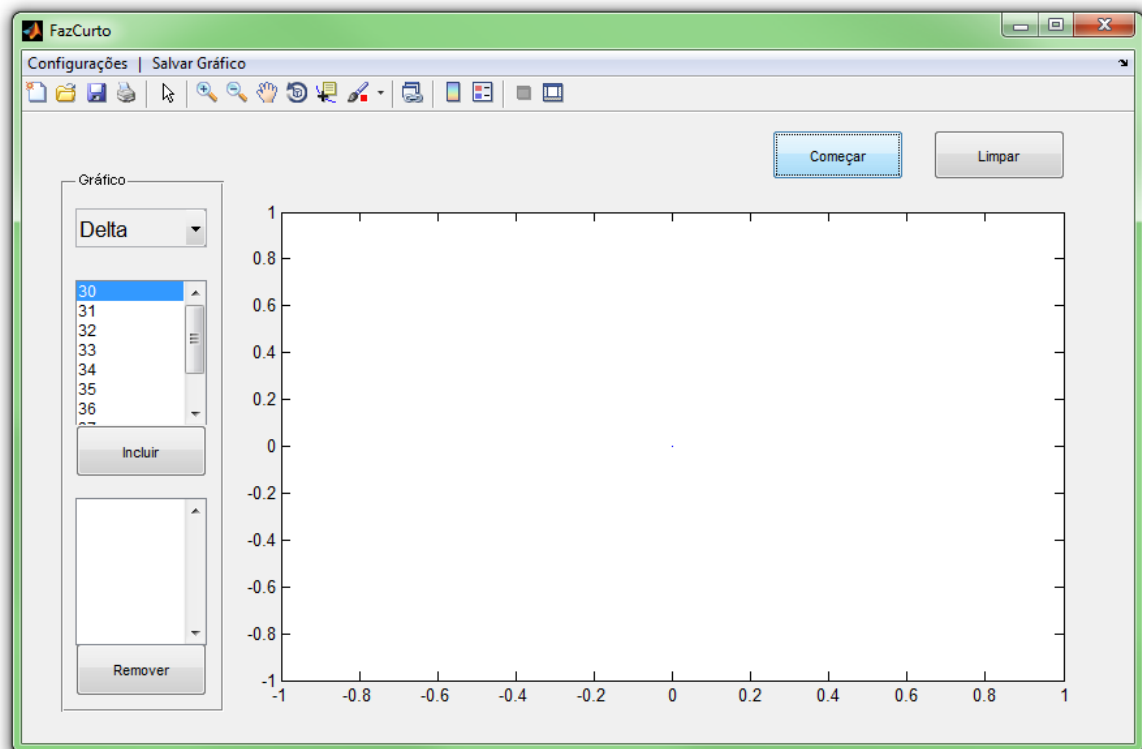 FazCurto
Configurações | Salvar Gráfico
Começar
Limpar
Gráfico
Delta
30
31
32
33
34
35
36
37
Incluir
Remover
1
0.8
0.6
0.4
0.2
0
-0.2
-0.4
-0.6
-0.8
-1
-1 -0.8 -0.6 -0.4 -0.2 0 0.2 0.4 0.6 0.8 1